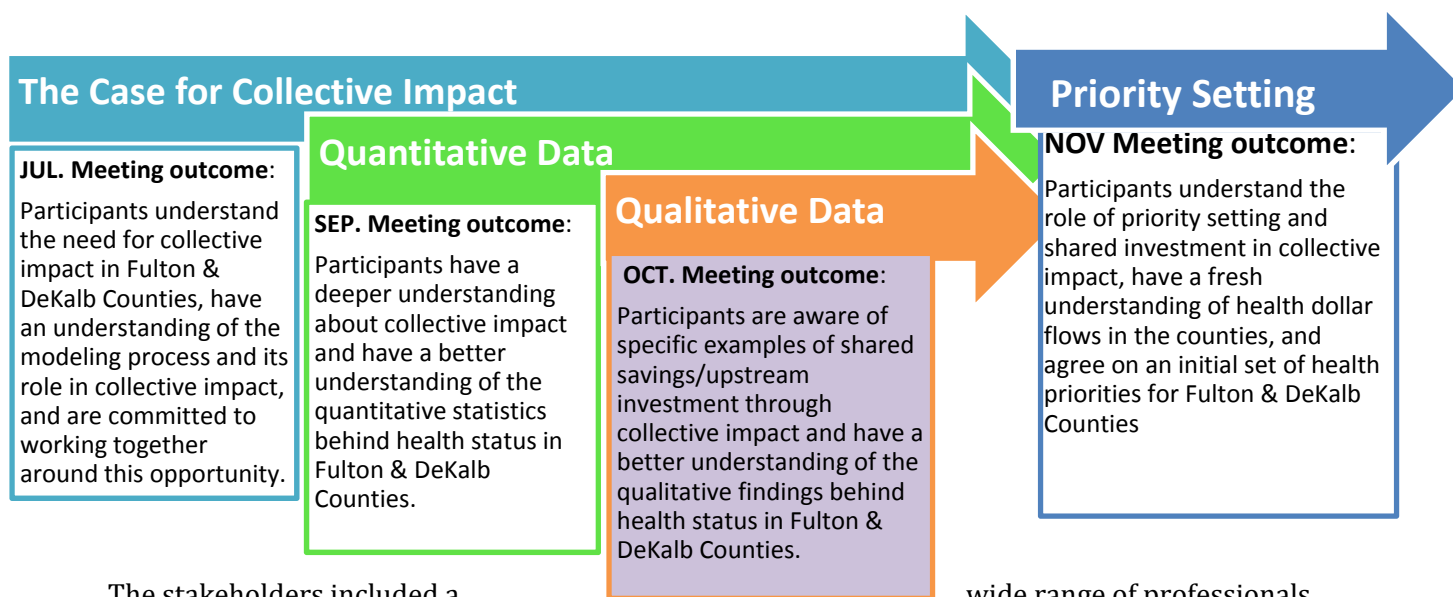 The Case for Collective Impact
Priority Setting
Quantitative Data
Qualitative Data
JUL. Meeting outcome:
Participants understand
the need for collective
impact in Fulton &
DeKalb Counties, have
an understanding of the
modeling process and its
role in collective impact,
and are committed to
working together
around this opportunity.
SEP. Meeting outcome:
Participants have a
deeper understanding
about collective impact
and have a better
understanding of the
quantitative statistics
behind health status in
Fulton & DeKalb
Counties.
OCT. Meeting outcome:
Participants are aware of
specific examples of shared
savings/upstream
investment through
collective impact and have a
better understanding of the
qualitative findings behind
health status in Fulton &
DeKalb Counties.
NOV Meeting outcome:
Participants understand the
role of priority setting and
shared investment in collective
impact, have a fresh
understanding of health dollar
flows in the counties, and
agree on an initial set of health
priorities for Fulton & DeKalb
Counties
The stakeholders included a wide range of professionals